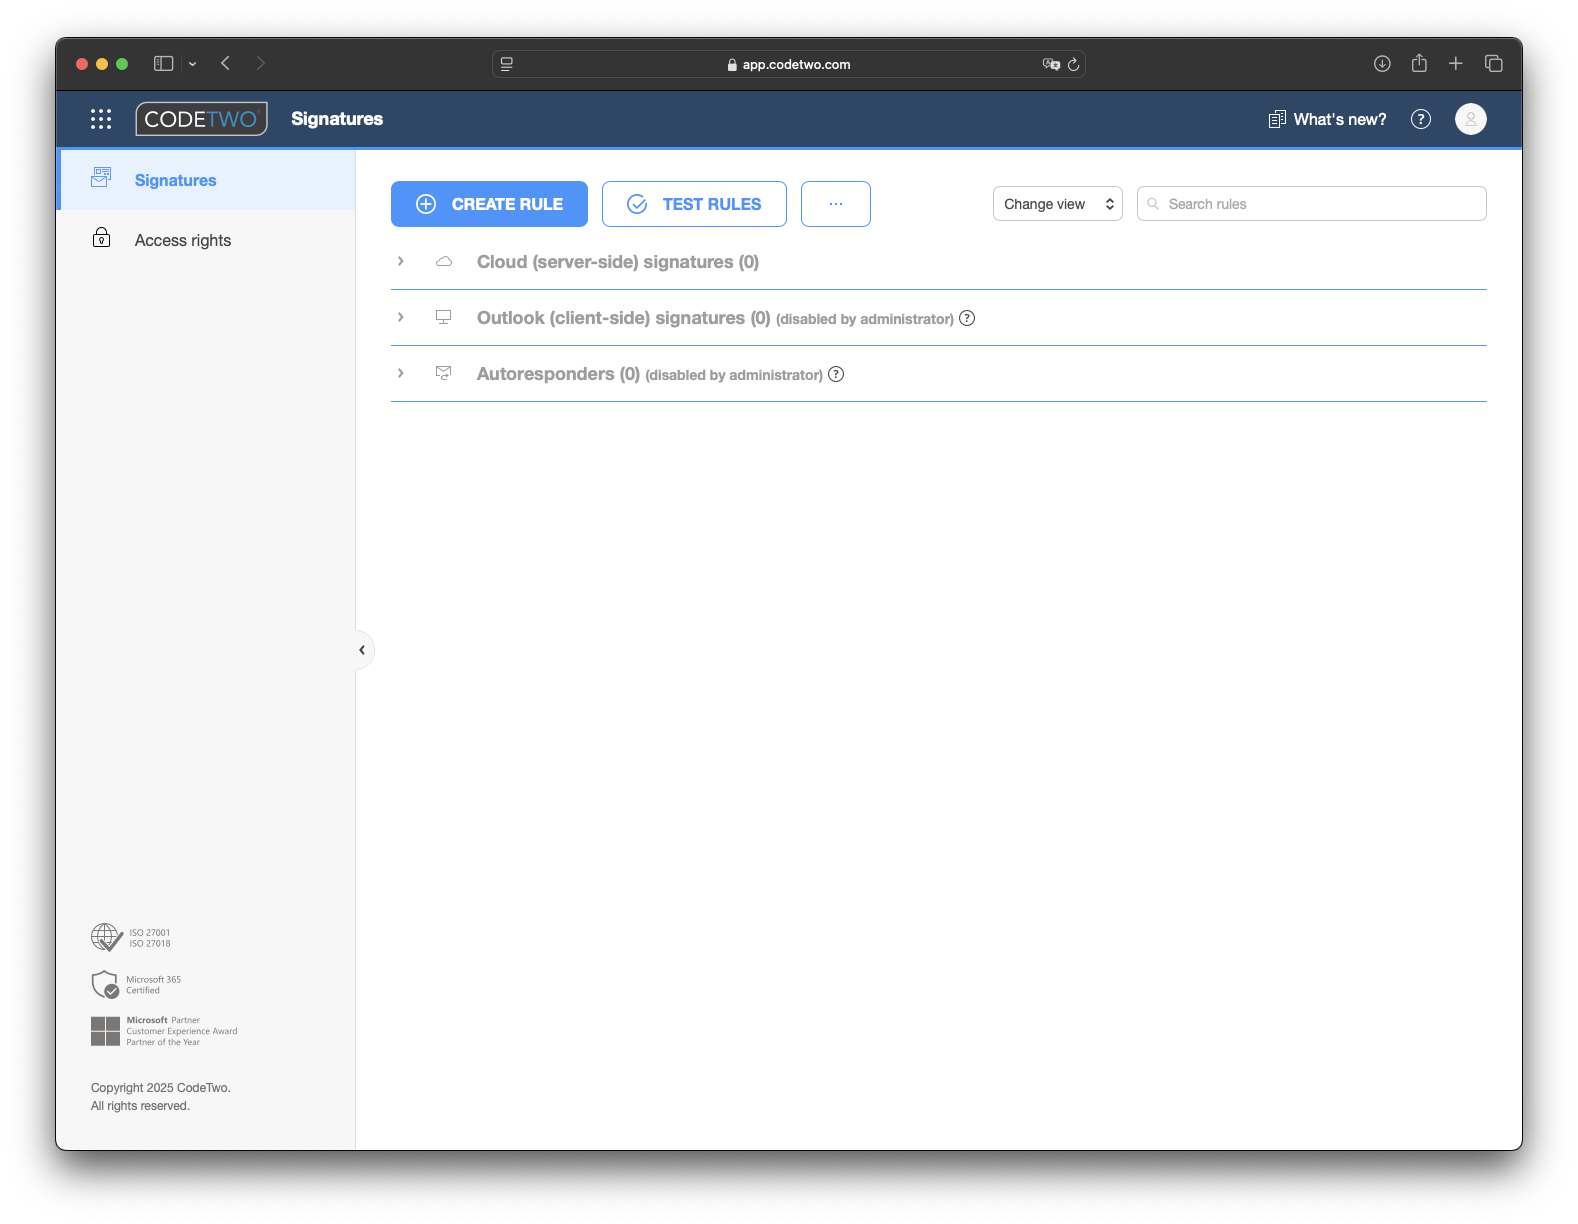 app.codetwo.com
CODETWO Signatures
What's new?
Signatures
Access rights
CREATE RULE
TEST RULES
...
Change view
Search rules
Cloud (server-side) signatures (0)
Outlook (client-side) signatures (0) (disabled by administrator) ?
Autoresponders (0) (disabled by administrator) ?
ISO 27001
ISO 27018
Microsoft 365
Certified
Microsoft Partner
Customer Experience Award
Partner of the Year
Copyright 2025 CodeTwo.
All rights reserved.